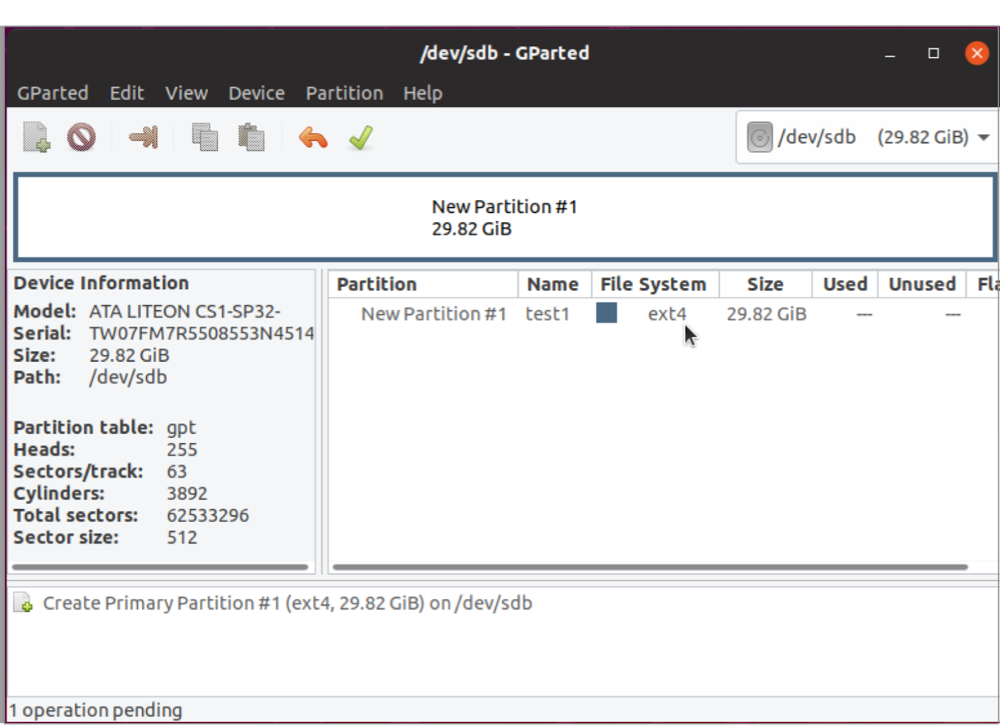 /dev/sdb - GParted
GParted Edit View Device Partition Help
/dev/sdb (29.82 GiB)
New Partition #1
29.82 GiB
Device Information
Model: ATA LITEON CS1-SP32-
Serial: TW07FM7R5508553N4514
Size: 29.82 GiB
Path: /dev/sdb
Partition table: gpt
Heads: 255
Sectors/track: 63
Cylinders: 3892
Total sectors: 62533296
Sector size: 512
Partition Name File System Size Used Unused Fla
New Partition #1 test1 ext4 29.82 GiB --- ---
Create Primary Partition #1 (ext4, 29.82 GiB) on /dev/sdb
1 operation pending